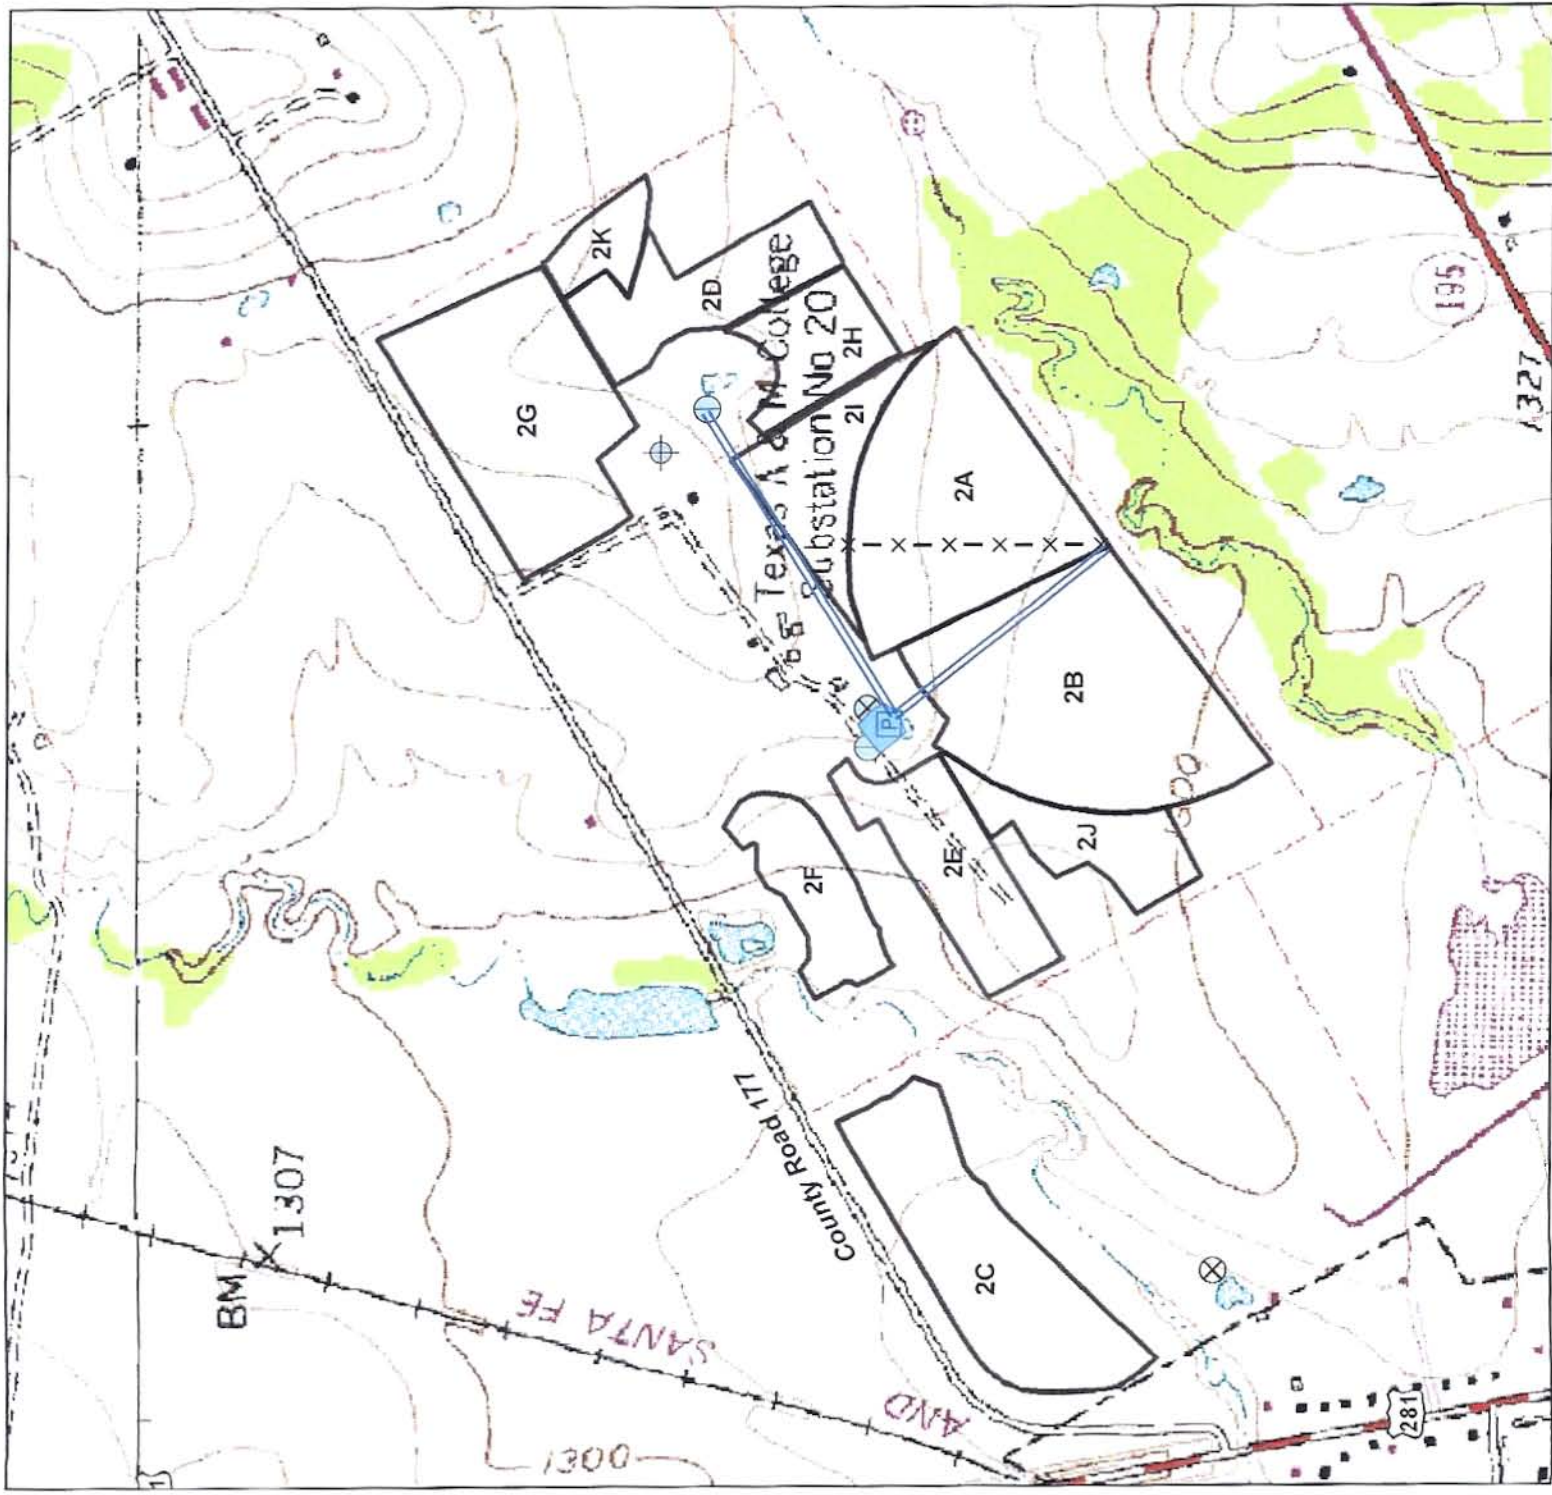 BM
1307
SANTA FE
AND
1300
County Road 177
2G
2K
2D
2H
2I
2A
2B
2F
2E
2J
2C
P
Texas A & M College
Substation No 20
1300
195
1327
281